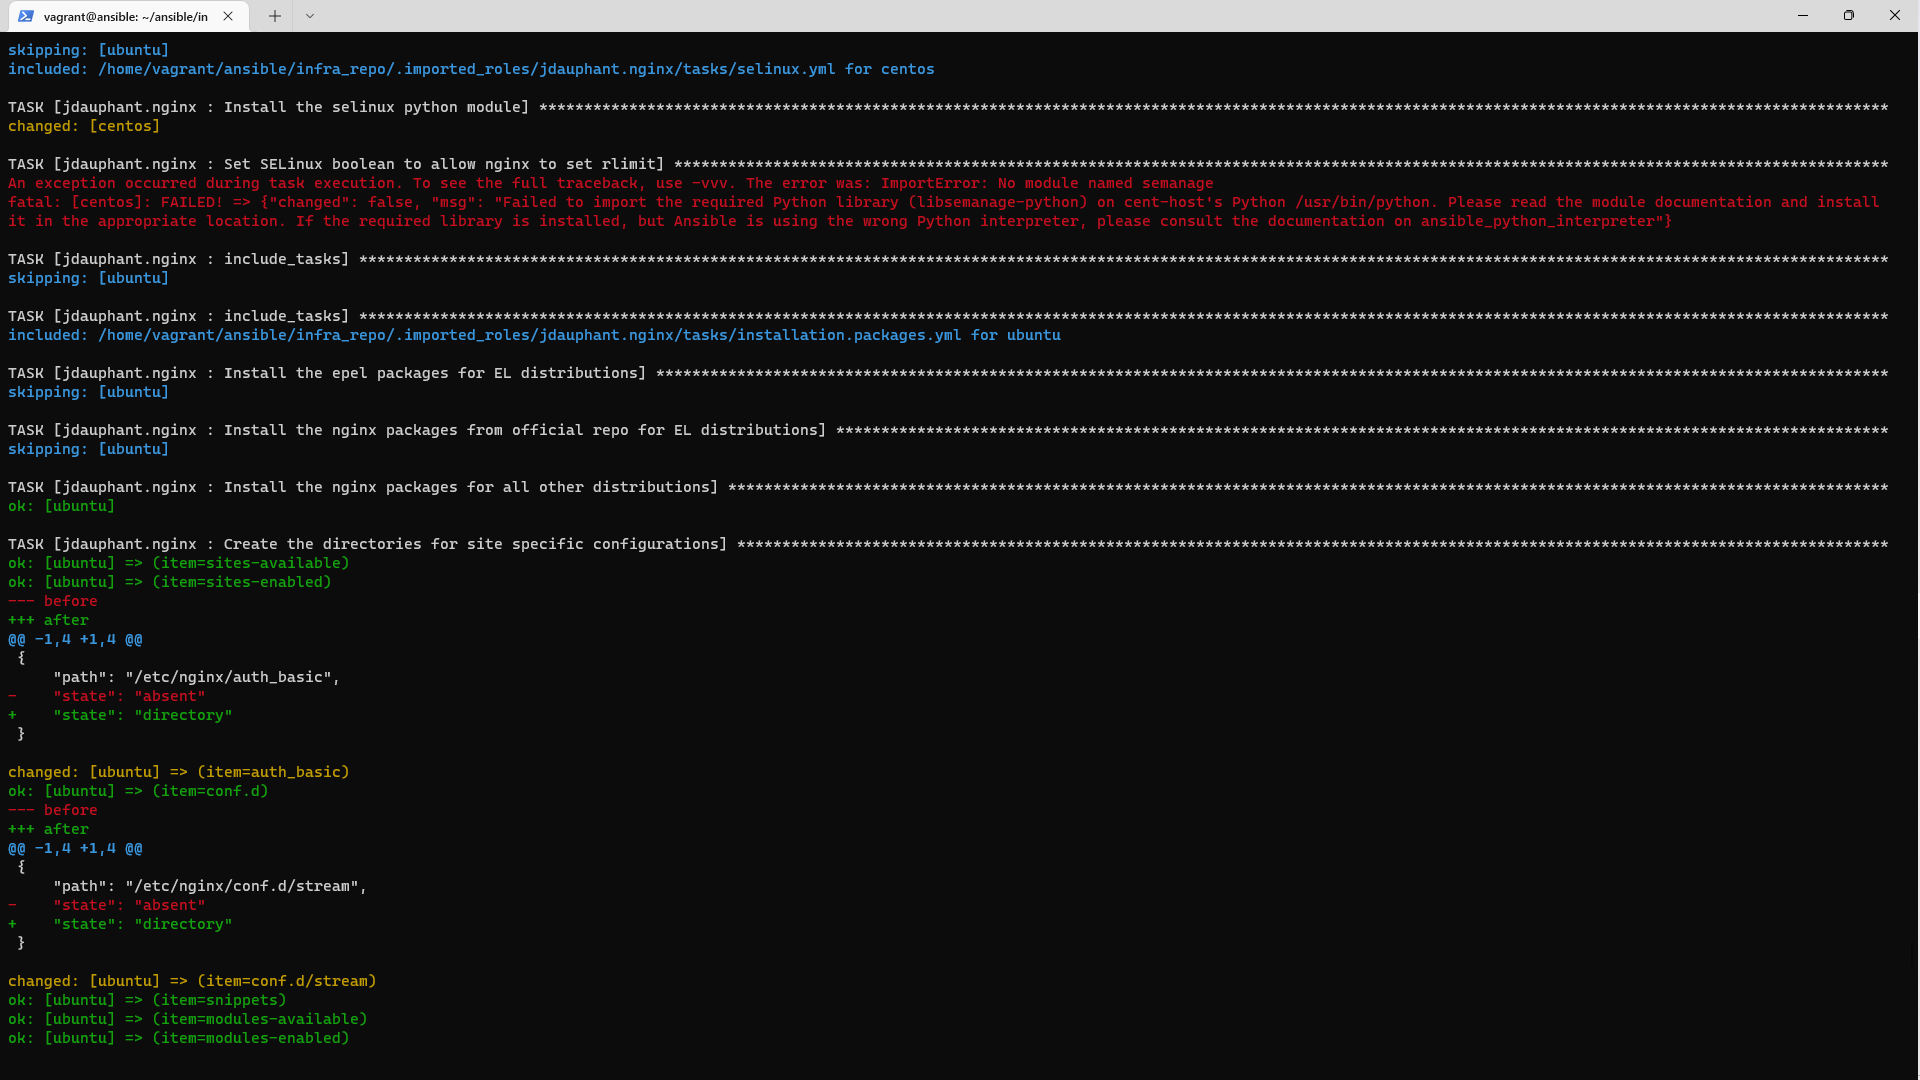 vagrant@ansible: ~/ansible/in
skipping: [ubuntu]
included: /home/vagrant/ansible/infra_repo/.imported_roles/jdauphant.nginx/tasks/selinux.yml for centos
TASK [jdauphant.nginx : Install the selinux python module] ******************************************************************************************************************************************************
changed: [centos]
TASK [jdauphant.nginx : Set SELinux boolean to allow nginx to set rlimit] ***************************************************************************************************************************************
An exception occurred during task execution. To see the full traceback, use -vvv. The error was: ImportError: No module named semanage
fatal: [centos]: FAILED! => {"changed": false, "msg": "Failed to import the required Python library (libsemanage-python) on cent-host's Python /usr/bin/python. Please read the module documentation and install
it in the appropriate location. If the required library is installed, but Ansible is using the wrong Python interpreter, please consult the documentation on ansible_python_interpreter"}
TASK [jdauphant.nginx : include_tasks] **************************************************************************************************************************************************************************
skipping: [ubuntu]
TASK [jdauphant.nginx : include_tasks] **************************************************************************************************************************************************************************
included: /home/vagrant/ansible/infra_repo/.imported_roles/jdauphant.nginx/tasks/installation.packages.yml for ubuntu
TASK [jdauphant.nginx : Install the epel packages for EL distributions] *****************************************************************************************************************************************
skipping: [ubuntu]
TASK [jdauphant.nginx : Install the nginx packages from official repo for EL distributions] *********************************************************************************************************************
skipping: [ubuntu]
TASK [jdauphant.nginx : Install the nginx packages for all other distributions] *********************************************************************************************************************************
ok: [ubuntu]
TASK [jdauphant.nginx : Create the directories for site specific configurations] ********************************************************************************************************************************
ok: [ubuntu] => (item=sites-available)
ok: [ubuntu] => (item=sites-enabled)
--- before
+++ after
@@ -1,4 +1,4 @@
{
"path": "/etc/nginx/auth_basic",
- "state": "absent"
+ "state": "directory"
}
changed: [ubuntu] => (item=auth_basic)
ok: [ubuntu] => (item=conf.d)
--- before
+++ after
@@ -1,4 +1,4 @@
{
"path": "/etc/nginx/conf.d/stream",
- "state": "absent"
+ "state": "directory"
}
changed: [ubuntu] => (item=conf.d/stream)
ok: [ubuntu] => (item=snippets)
ok: [ubuntu] => (item=modules-available)
ok: [ubuntu] => (item=modules-enabled)